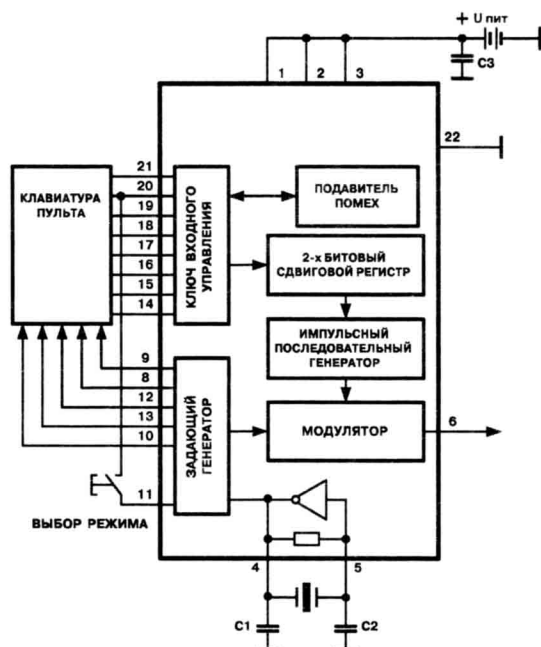 + U пит
C3
1 2 3
22
КЛАВИАТУРА
ПУЛЬТА
21
20
19
18
17
16
15
14
КЛЮЧ ВХОДНОГО
УПРАВЛЕНИЯ
ПОДАВИТЕЛЬ
ПОМЕХ
2-х БИТОВЫЙ
СДВИГОВОЙ РЕГИСТР
ИМПУЛЬСНЫЙ
ПОСЛЕДОВАТЕЛЬНЫЙ
ГЕНЕРАТОР
9
8
12
13
10
11
ЗАДАЮЩИЙ
ГЕНЕРАТОР
МОДУЛЯТОР
6
ВЫБОР РЕЖИМА
4 5
C1 C2